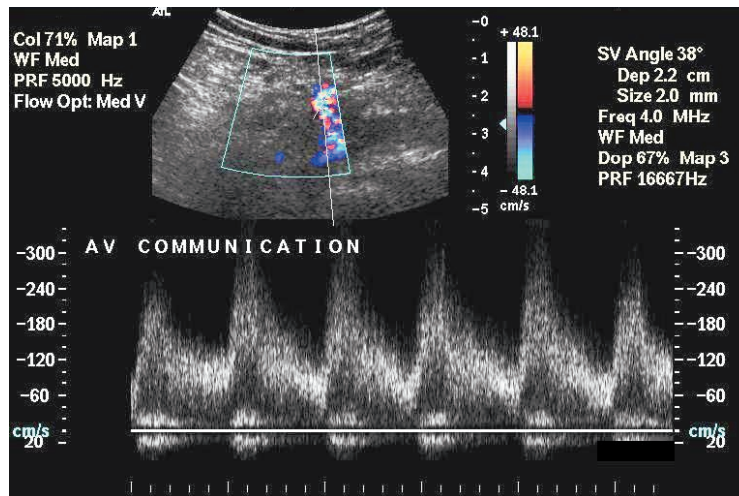 ATL
Col 71% Map 1
WF Med
PRF 5000 Hz
Flow Opt: Med V
0
1
2
3
4
5
+ 48.1
- 48.1
cm/s
SV Angle 38°
Dep 2.2 cm
Size 2.0 mm
Freq 4.0 MHz
WF Med
Dop 67% Map 3
PRF 16667Hz
AV COMMUNICATION
-300
-240
-180
-120
-60
cm/s
20
-300
-240
-180
-120
-60
cm/s
20